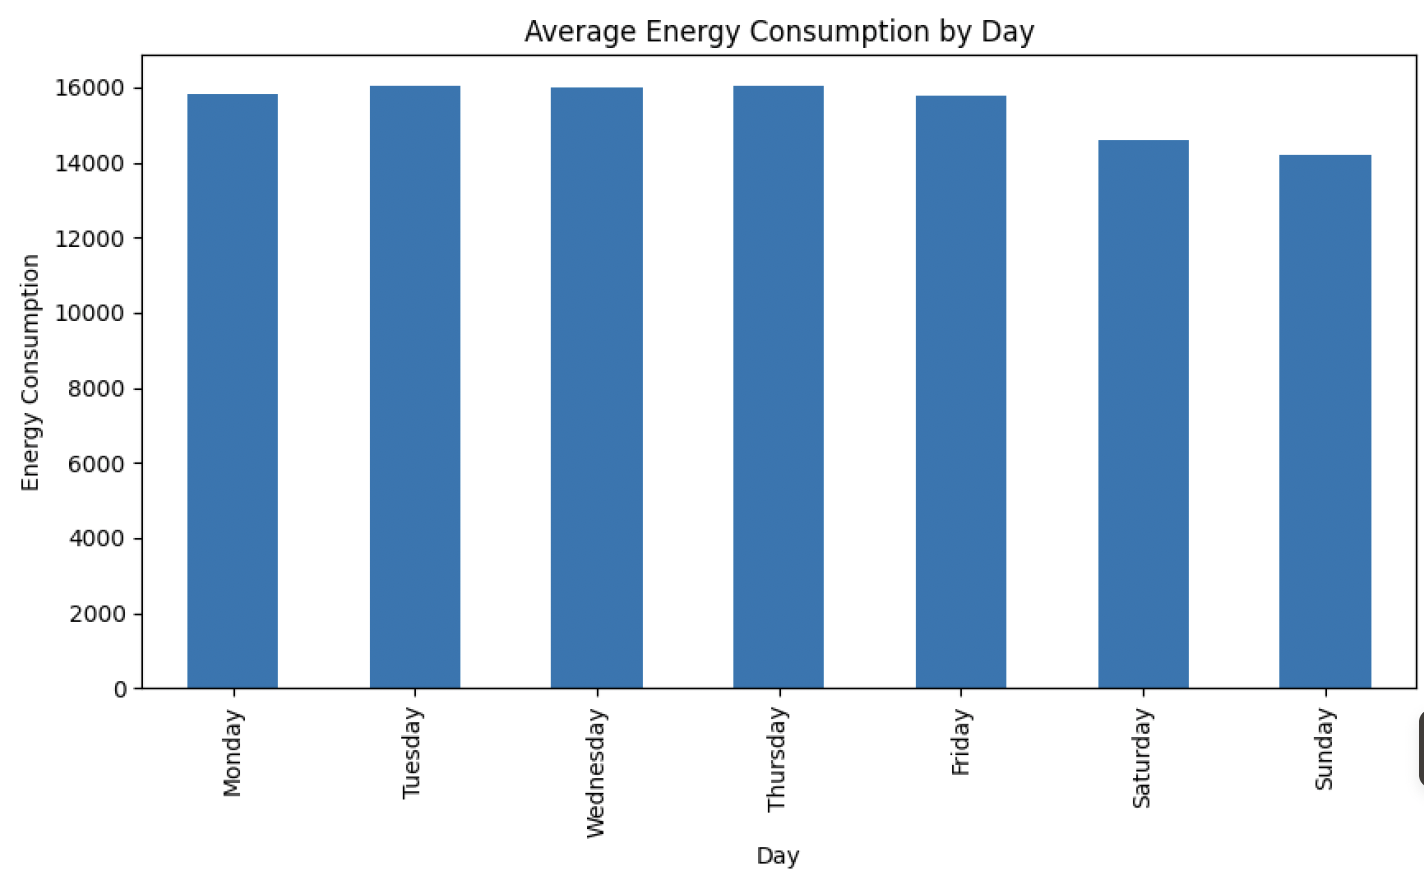 Average Energy Consumption by Day
Energy Consumption
16000
14000
12000
10000
8000
6000
4000
2000
0
Monday
Tuesday
Wednesday
Thursday
Friday
Saturday
Sunday
Day